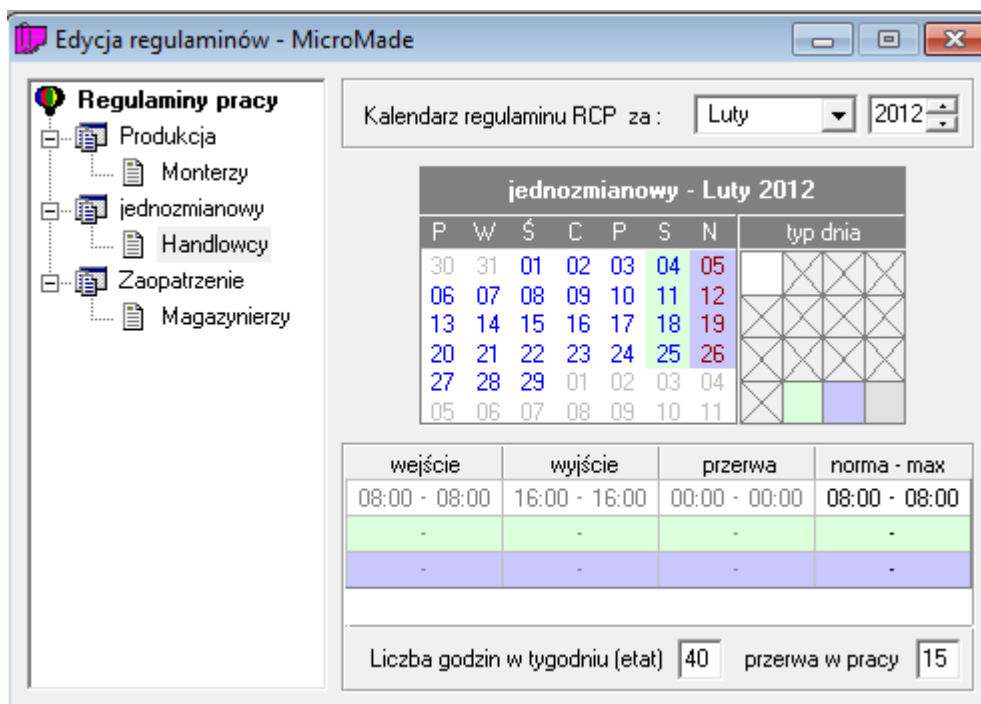 Edycja regulaminów - MicroMade
Regulaminy pracy
Produkcja
Monterzy
jednozmianowy
Handlowcy
Zaopatrzenie
Magazynierzy
Kalendarz regulaminu RCP za : Luty 2012
jednozmianowy - Luty 2012
P W Ś C P S N typ dnia
30 31 01 02 03 04 05
06 07 08 09 10 11 12
13 14 15 16 17 18 19
20 21 22 23 24 25 26
27 28 29 01 02 03 04
05 06 07 08 09 10 11
wejście wyjście przerwa norma - max
08:00 - 08:00 16:00 - 16:00 00:00 - 00:00 08:00 - 08:00
- - - -
- - - -
Liczba godzin w tygodniu (etat) 40 przerwa w pracy 15